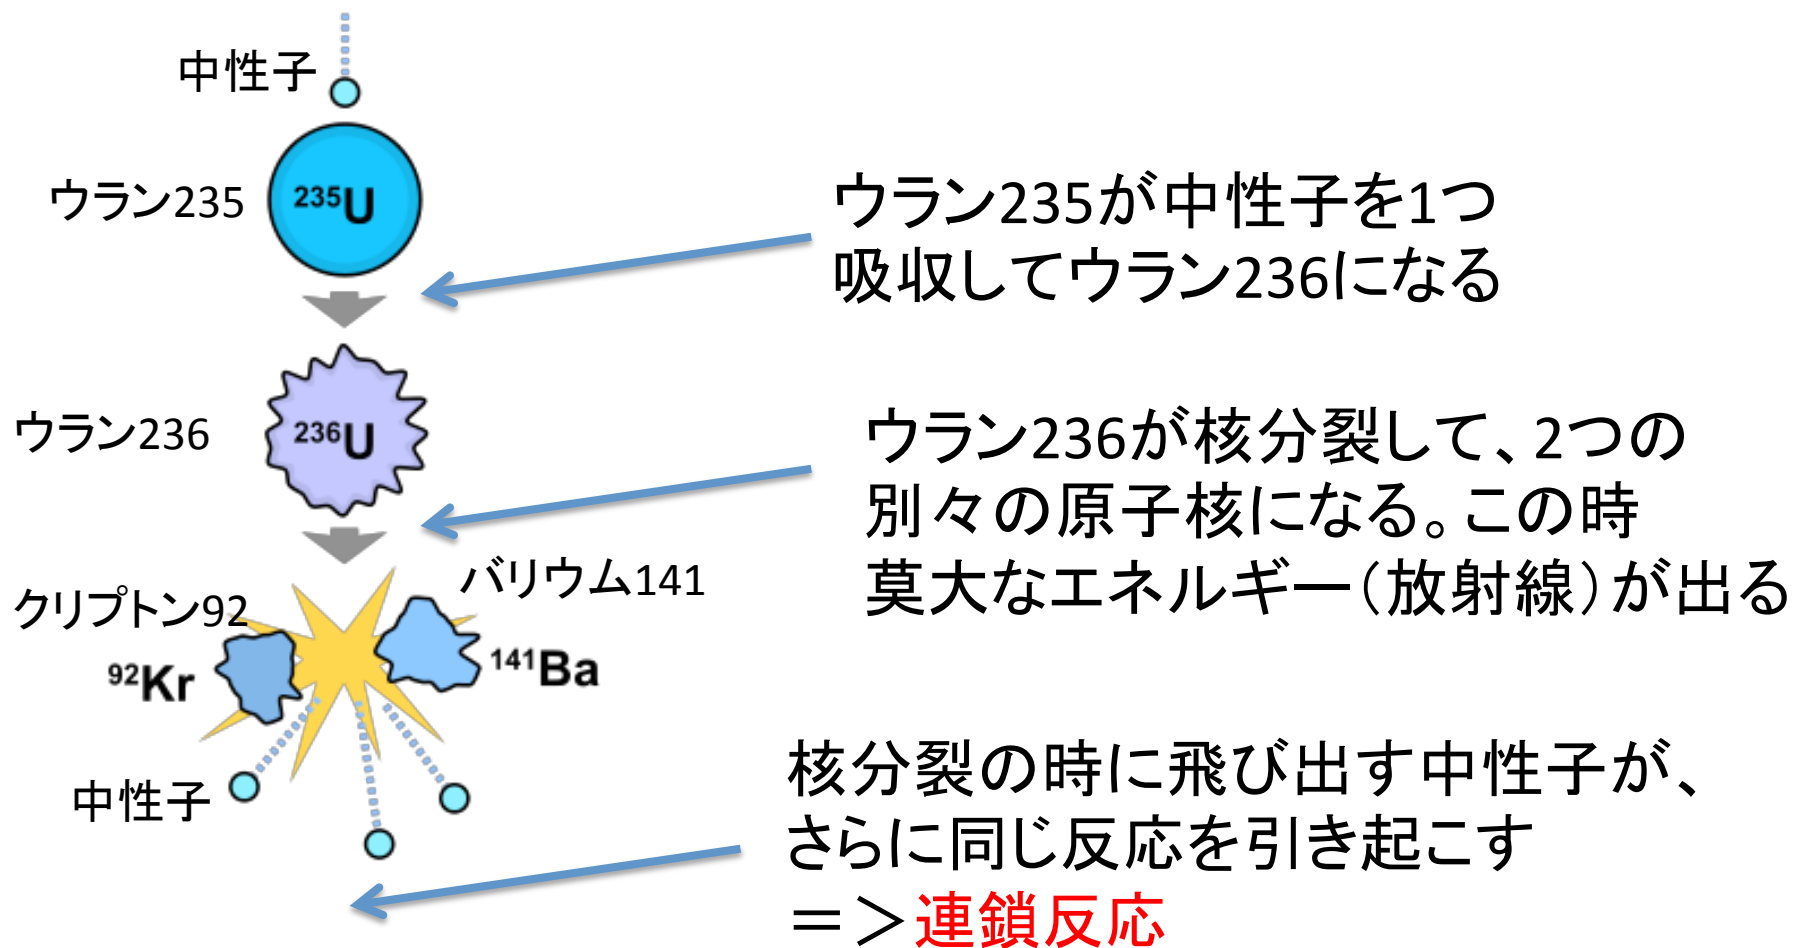 中性子
ウラン235
²³⁵U
ウラン235が中性子を1つ
吸収してウラン236になる
ウラン236
²³⁶U
ウラン236が核分裂して、2つの
別々の原子核になる。この時
莫大なエネルギー(放射線)が出る
バリウム141
クリプトン92
⁹²Kr
¹⁴¹Ba
中性子
核分裂の時に飛び出す中性子が、
さらに同じ反応を引き起こす
=>連鎖反応